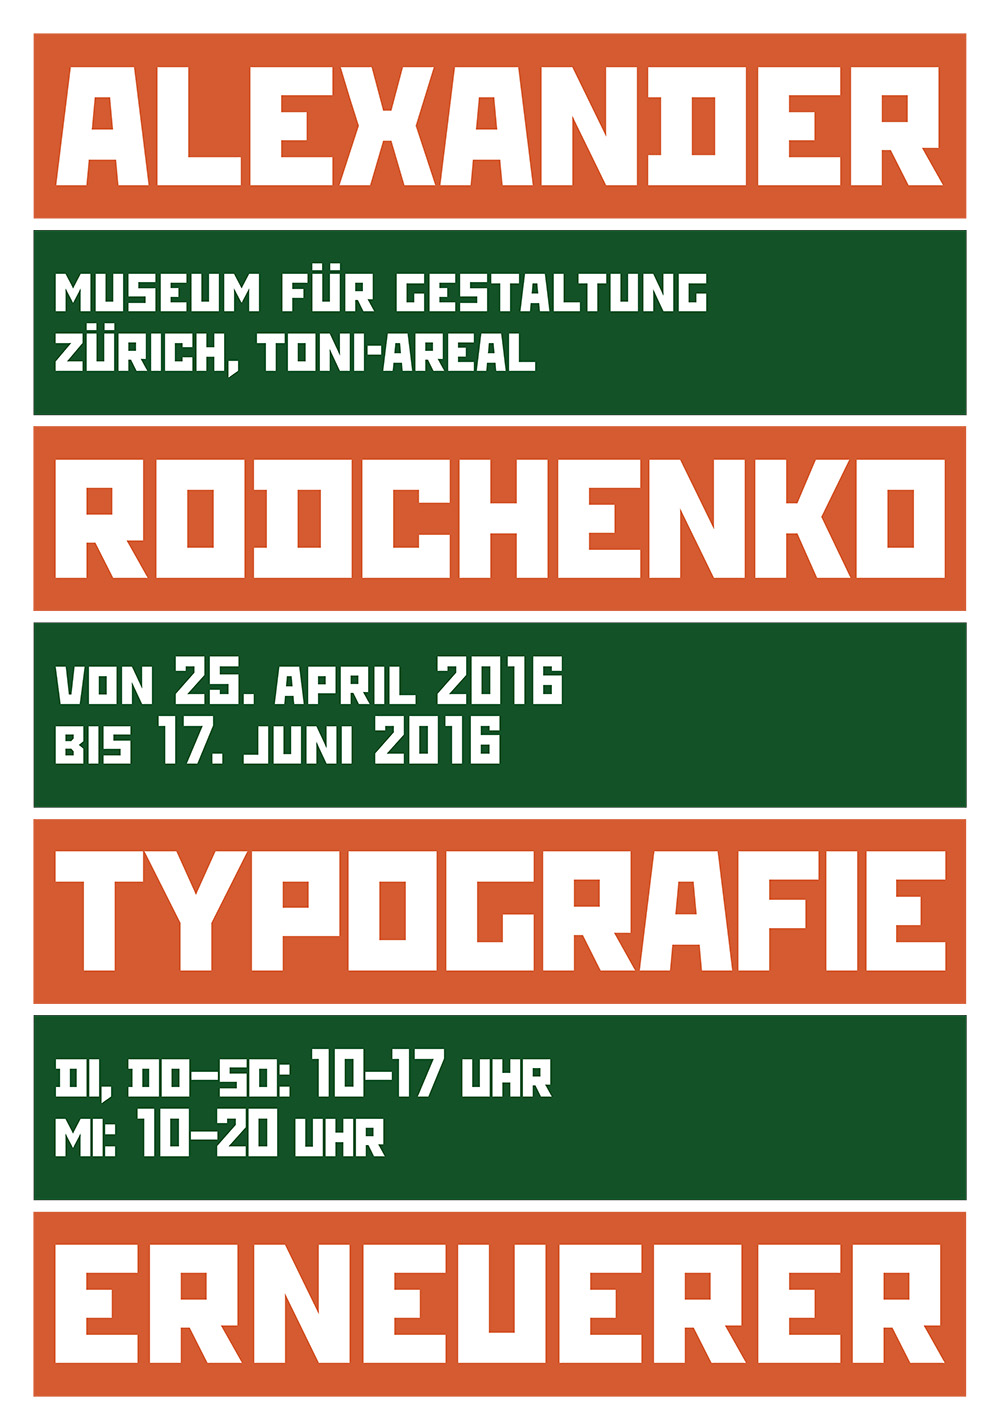 ALEXANDER
MUSEUM FÜR GESTALTUNG
ZÜRICH, TONI-AREAL
RODCHENKO
VON 25. APRIL 2016
BIS 17. JUNI 2016
TYPOGRAFIE
DI, DO–SO: 10–17 UHR
MI: 10–20 UHR
ERNEUERER